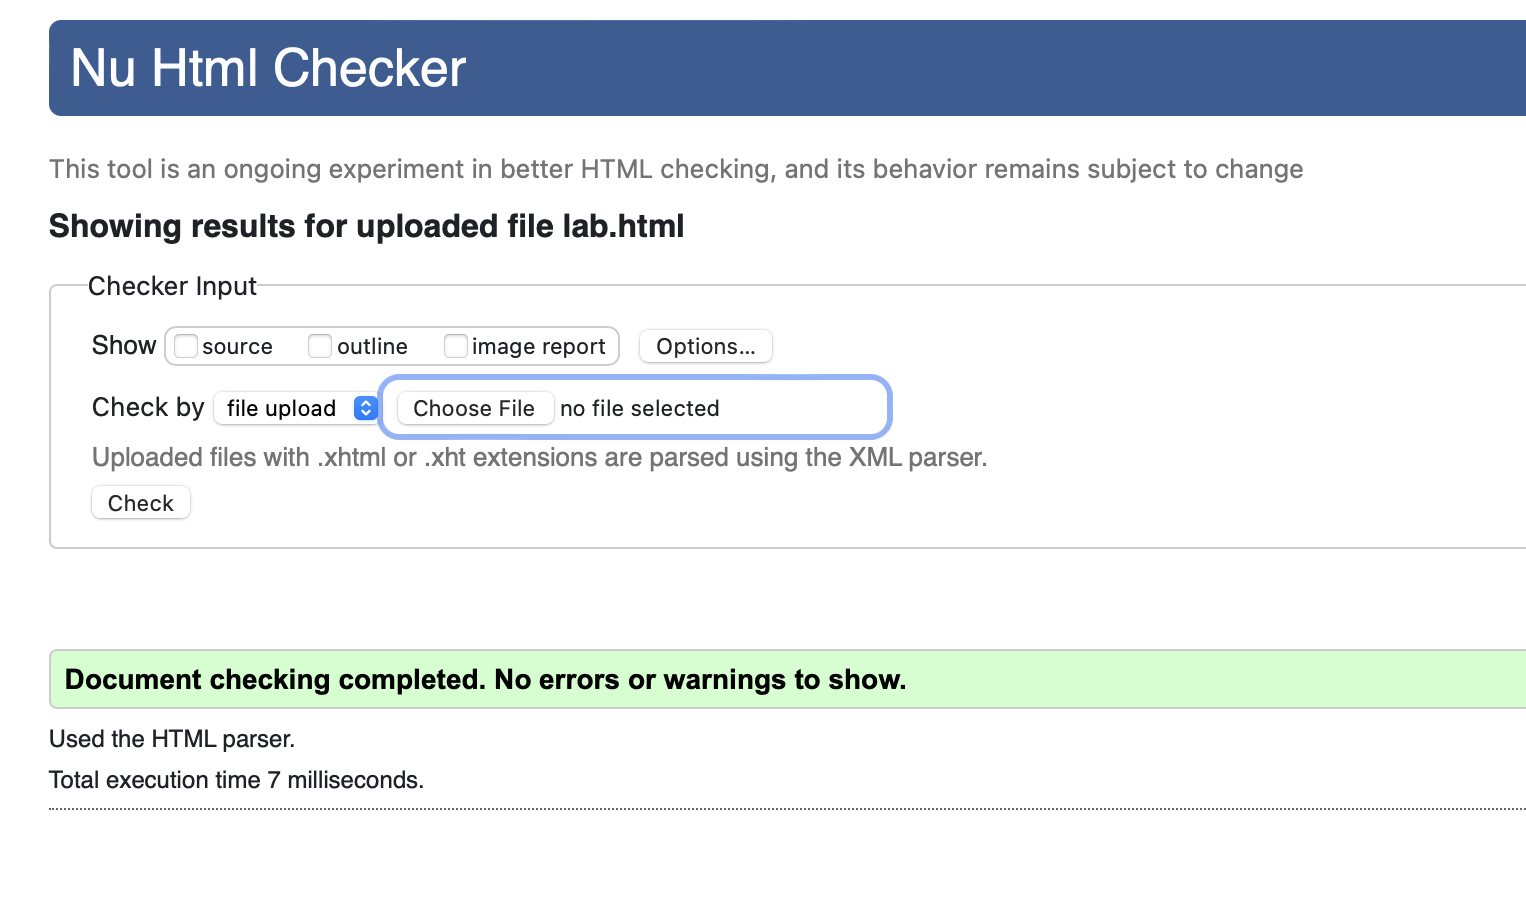 Nu Html Checker
This tool is an ongoing experiment in better HTML checking, and its behavior remains subject to change
Showing results for uploaded file lab.html
Checker Input
Show source outline image report Options...
Check by file upload Choose File no file selected
Uploaded files with .xhtml or .xht extensions are parsed using the XML parser.
Check
Document checking completed. No errors or warnings to show.
Used the HTML parser.
Total execution time 7 milliseconds.